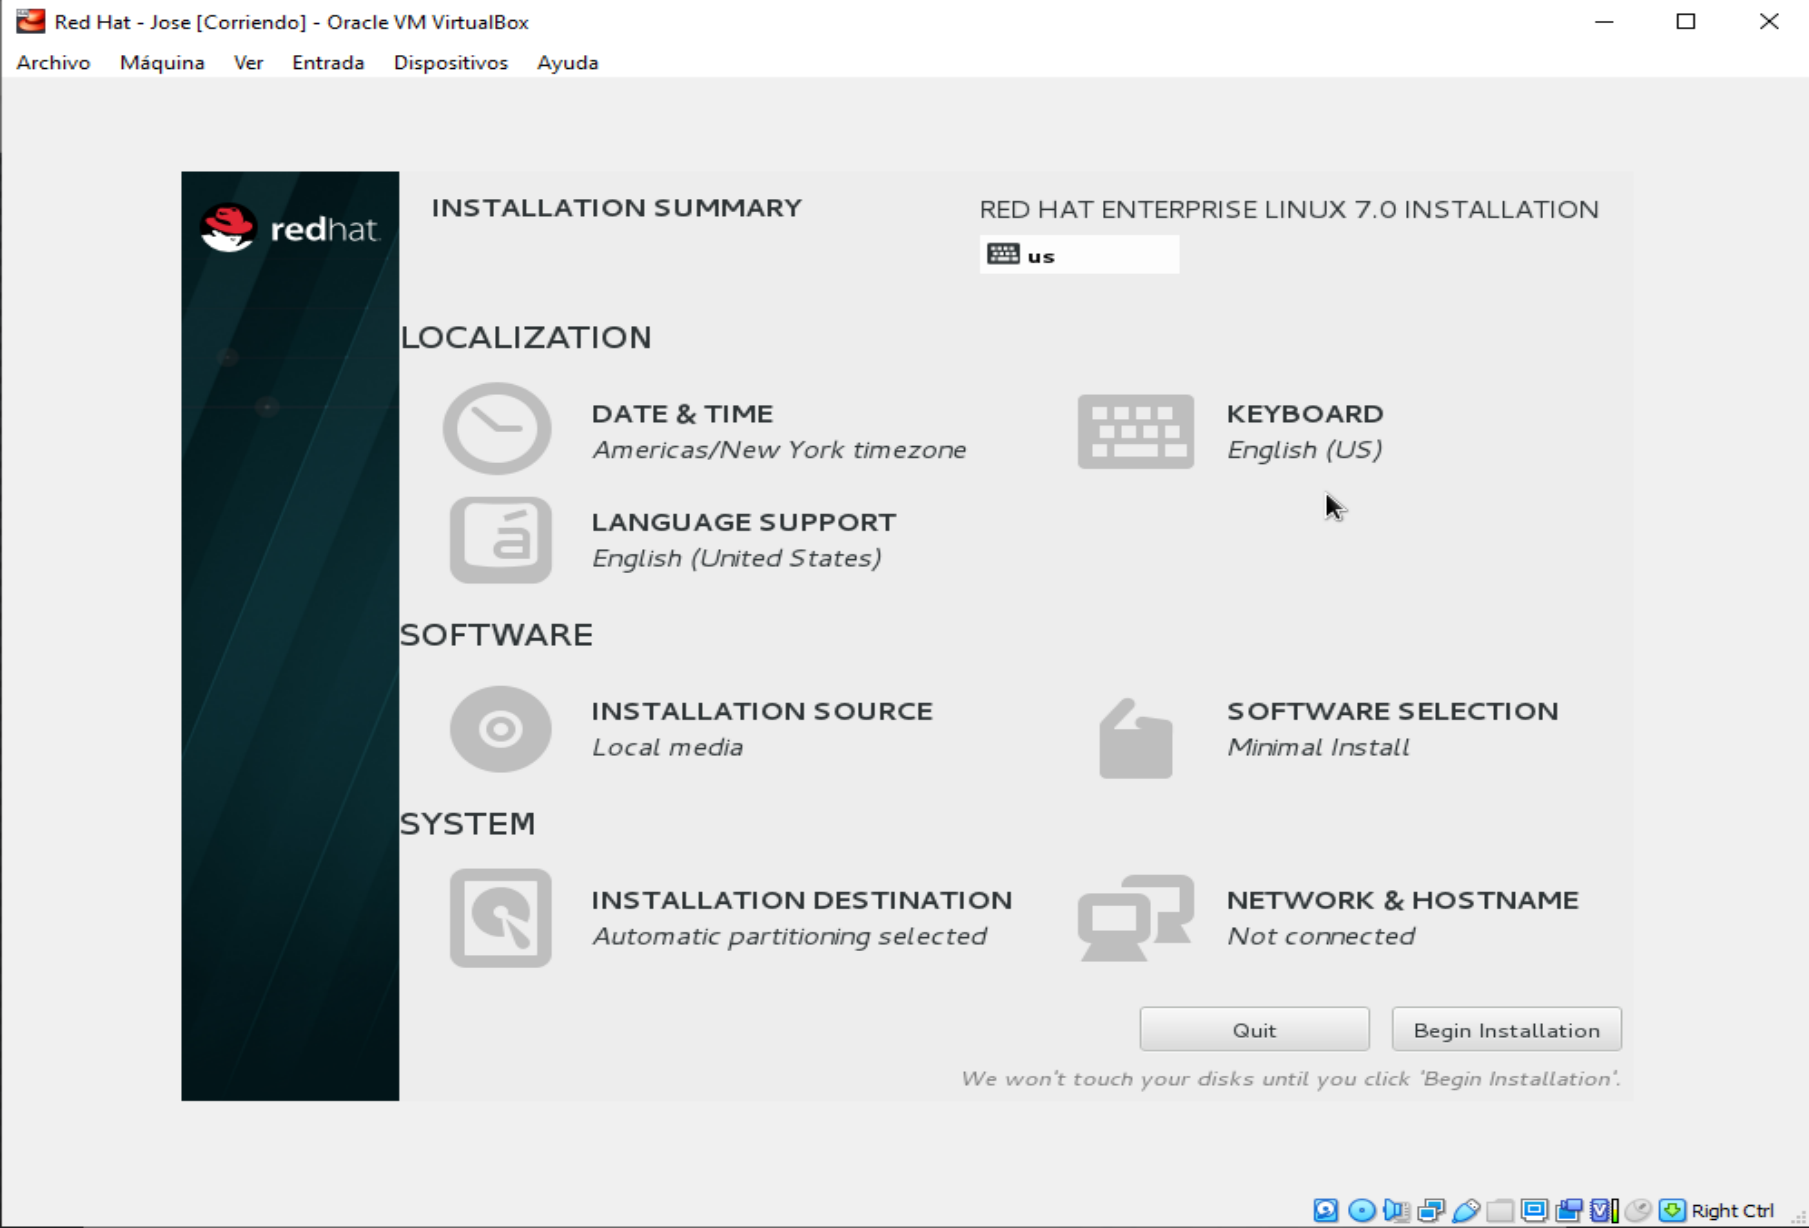 Red Hat - Jose [Corriendo] - Oracle VM VirtualBox
Archivo Máquina Ver Entrada Dispositivos Ayuda
redhat.
INSTALLATION SUMMARY
RED HAT ENTERPRISE LINUX 7.0 INSTALLATION
us
LOCALIZATION
DATE & TIME
Americas/New York timezone
KEYBOARD
English (US)
LANGUAGE SUPPORT
English (United States)
SOFTWARE
INSTALLATION SOURCE
Local media
SOFTWARE SELECTION
Minimal Install
SYSTEM
INSTALLATION DESTINATION
Automatic partitioning selected
NETWORK & HOSTNAME
Not connected
Quit
Begin Installation
We won't touch your disks until you click 'Begin Installation'.
Right Ctrl